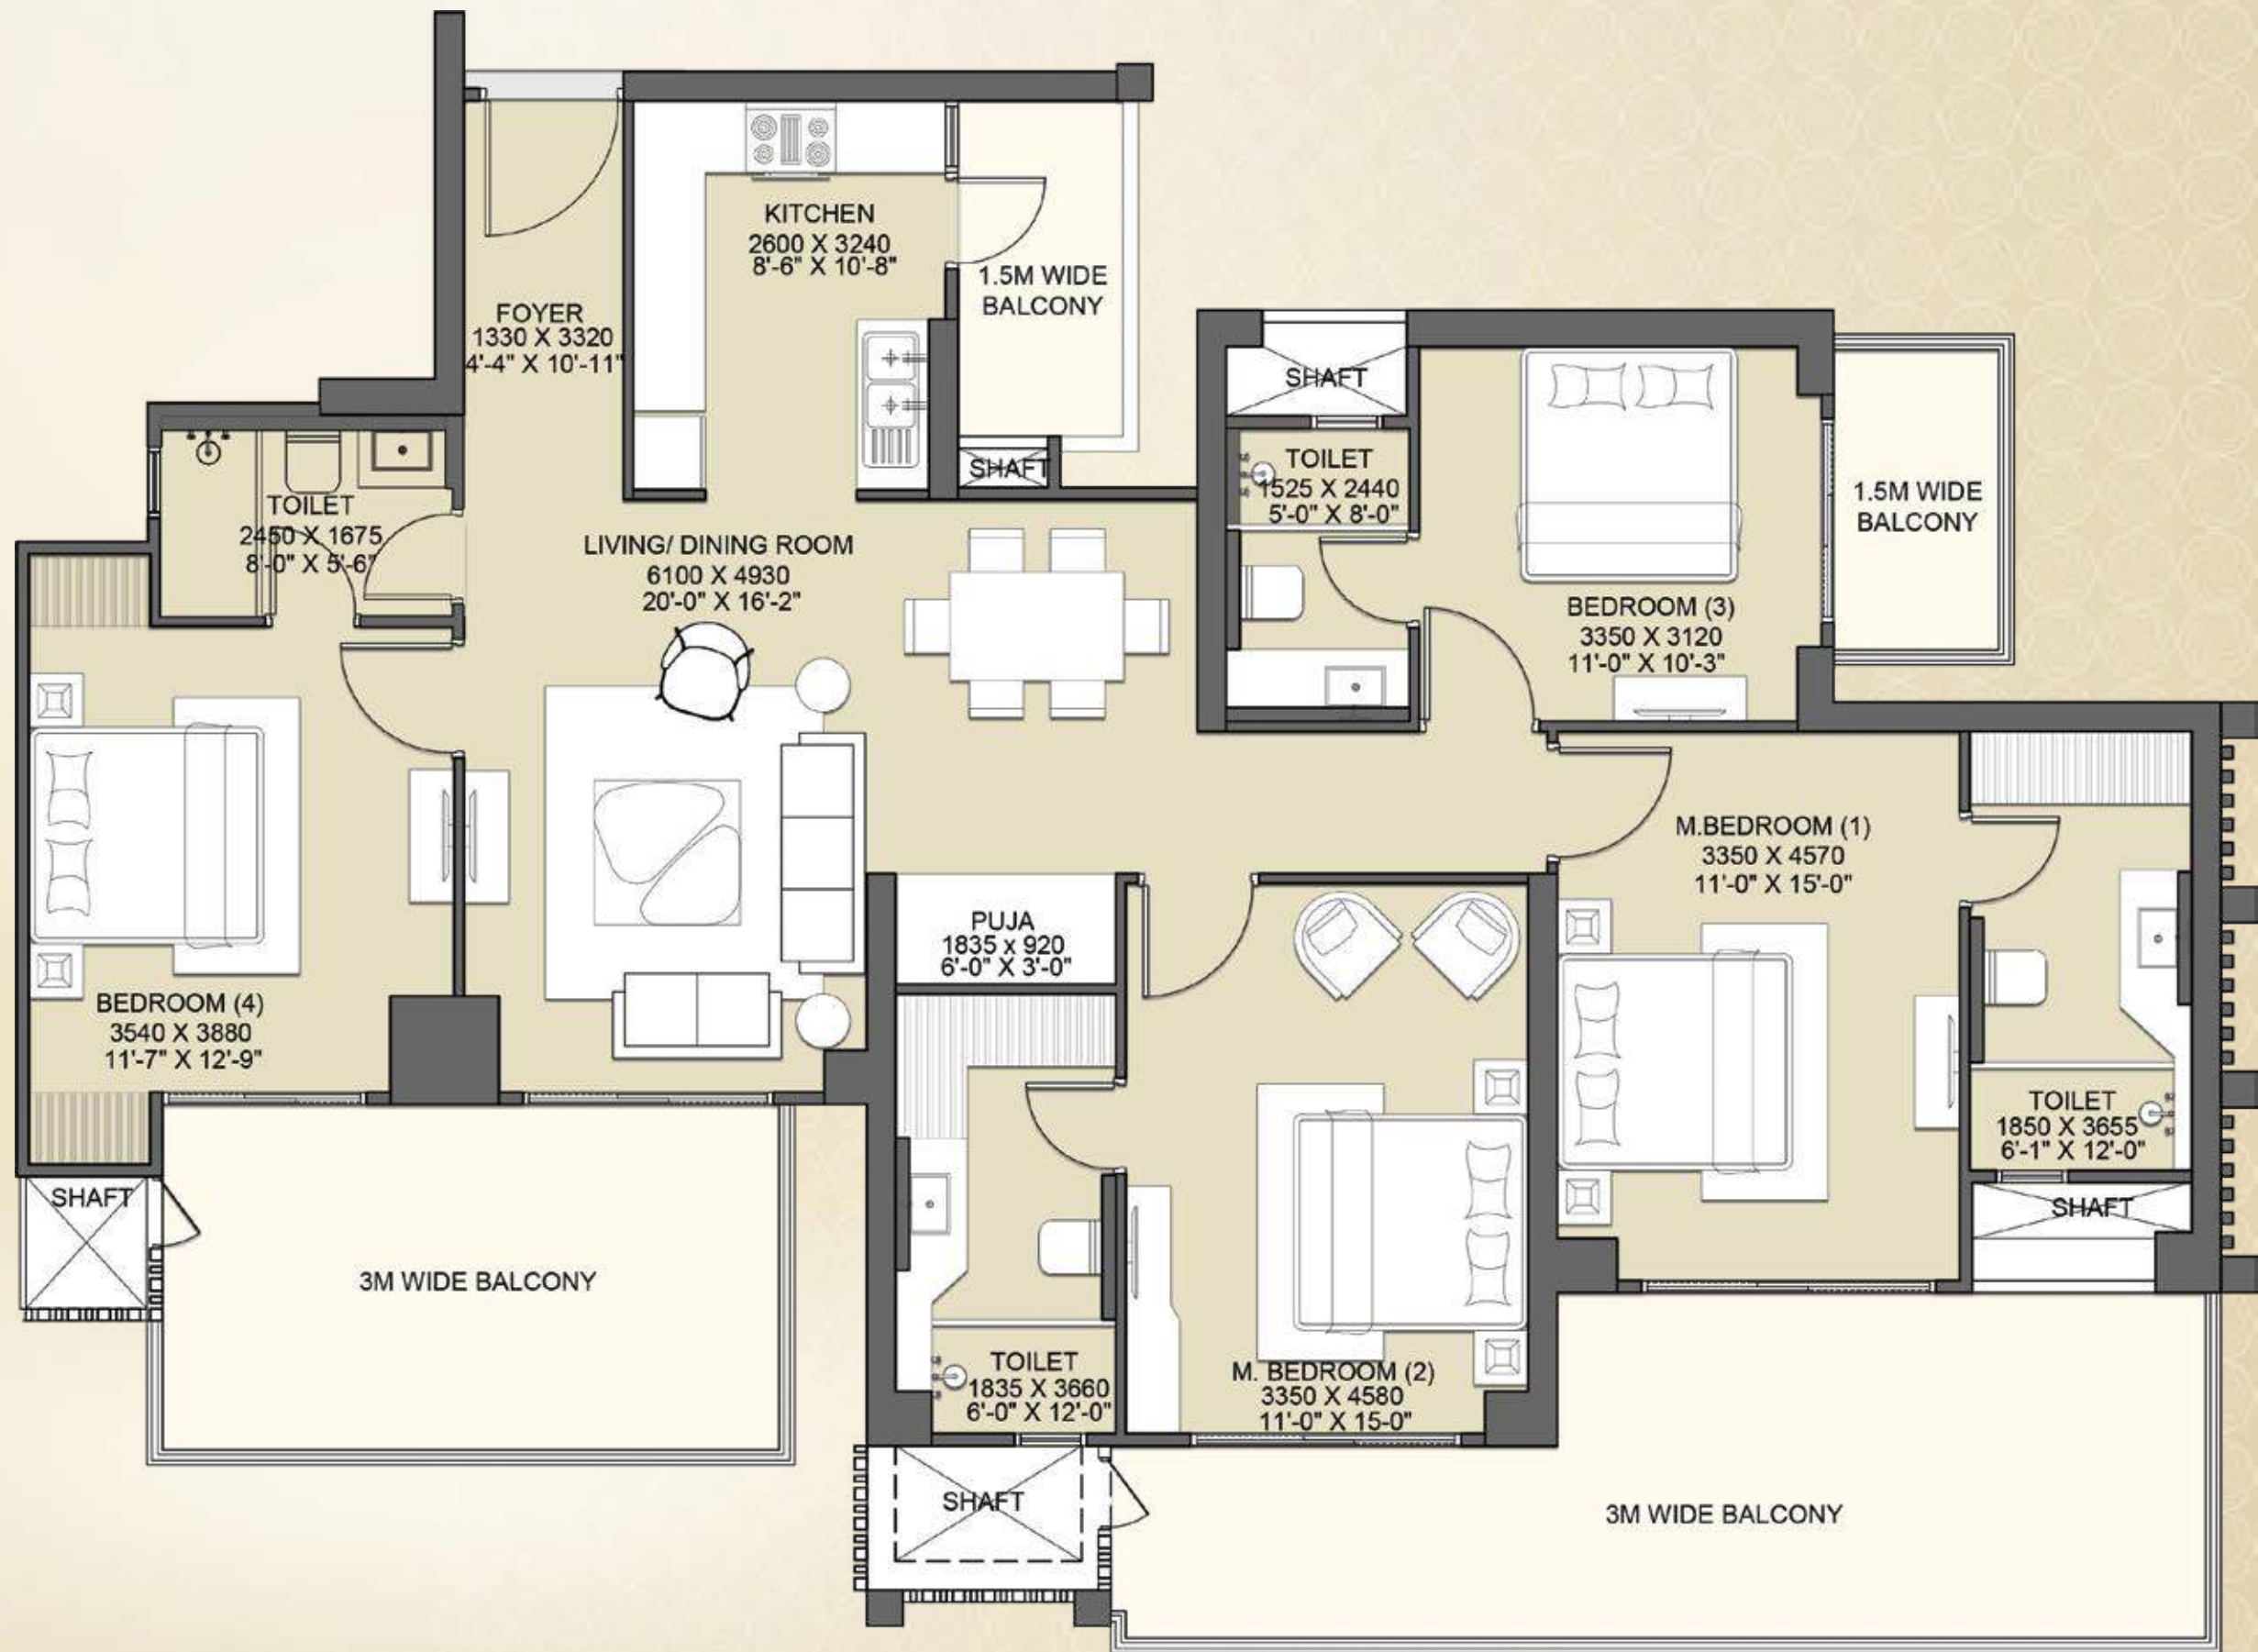 KITCHEN
2600 X 3240
8'-6" X 10'-8"
1.5M WIDE
BALCONY
FOYER
1330 X 3320
4'-4" X 10'-11"
SHAFT
SHAFT
TOILET
1525 X 2440
5'-0" X 8'-0"
1.5M WIDE
BALCONY
TOILET
2450 X 1675
8'-0" X 5'-6"
LIVING/ DINING ROOM
6100 X 4930
20'-0" X 16'-2"
BEDROOM (3)
3350 X 3120
11'-0" X 10'-3"
M.BEDROOM (1)
3350 X 4570
11'-0" X 15'-0"
PUJA
1835 x 920
6'-0" X 3'-0"
BEDROOM (4)
3540 X 3880
11'-7" X 12'-9"
TOILET
1850 X 3655
6'-1" X 12'-0"
SHAFT
SHAFT
3M WIDE BALCONY
TOILET
1835 X 3660
6'-0" X 12'-0"
M. BEDROOM (2)
3350 X 4580
11'-0" X 15-0"
SHAFT
3M WIDE BALCONY